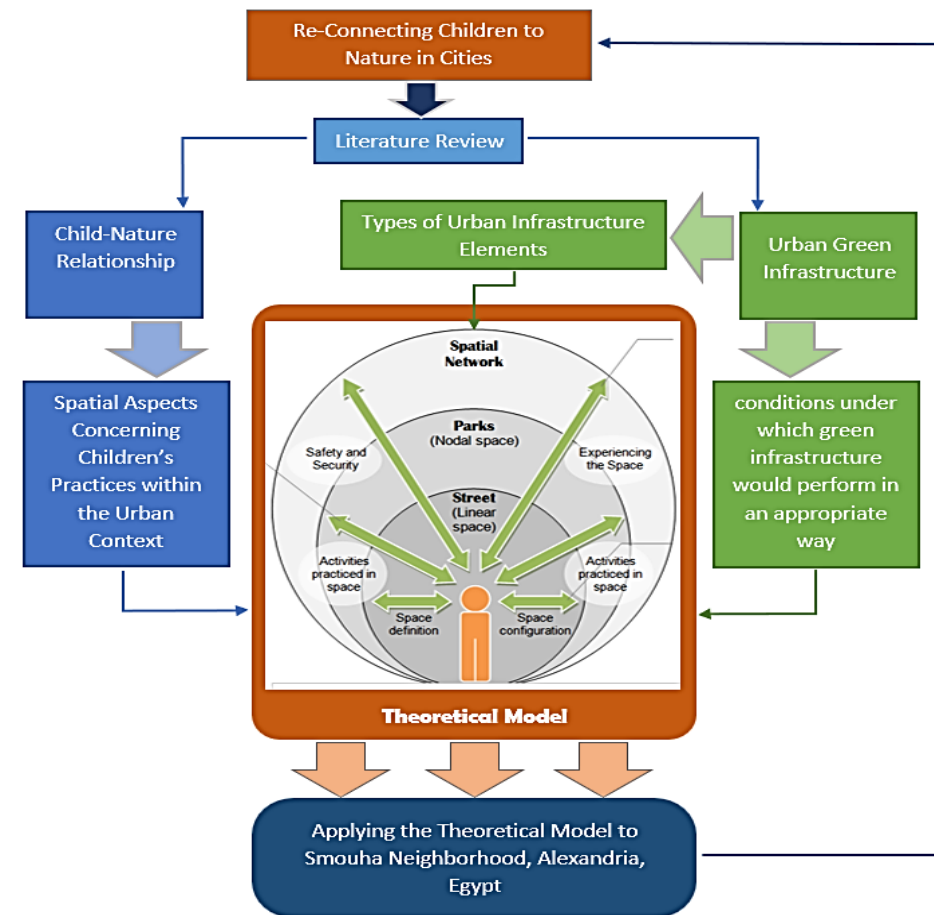 Re-Connecting Children to
Nature in Cities
Literature Review
Child-Nature
Relationship
Types of Urban Infrastructure
Elements
Urban Green
Infrastructure
Spatial Aspects
Concerning
Children's
Practices within
the Urban
Context
Spatial
Network
Parks
(Nodal space)
Safety and
Security
Experiencing
the Space
Street
(Linear
space)
Activities
practiced in
space
Activities
practiced in
space
Space
definition
Space
configuration
Theoretical Model
conditions under
which green
infrastructure
would perform in
an appropriate
way
Applying the Theoretical Model to
Smouha Neighborhood, Alexandria,
Egypt